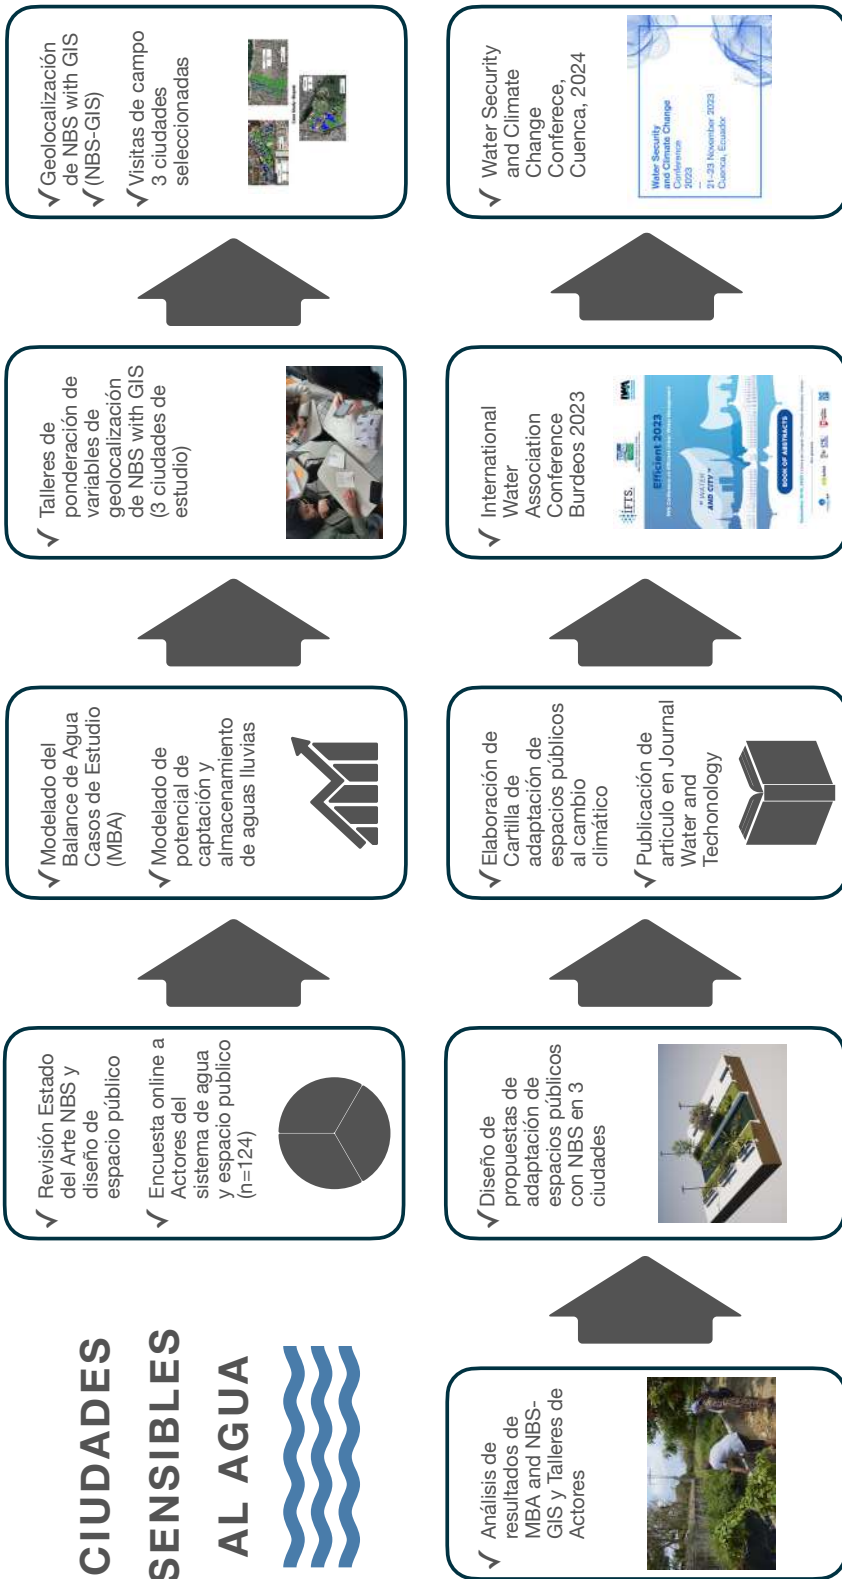 CIUDADES
SENSIBLES
AL AGUA
✓ Revisión Estado
del Arte NBS y
diseño de
espacio público
✓ Encuesta online a
Actores del
sistema de agua
y espacio publico
(n=124)
✓ Modelado del
Balance de Agua
Casos de Estudio
(MBA)
✓ Modelado de
potencial de
captación y
almacenamiento
de aguas lluvias
✓ Talleres de
ponderación de
variables de
geolocalización
de NBS with GIS
(3 ciudades de
estudio)
✓ Geolocalización
de NBS with GIS
✓ (NBS-GIS)
✓ Visitas de campo
3 ciudades
seleccionadas
✓ Análisis de
resultados de
MBA and NBS-
GIS y Talleres de
Actores
✓ Diseño de
propuestas de
adaptación de
espacios públicos
con NBS en 3
ciudades
✓ Elaboración de
Cartilla de
adaptación de
espacios públicos
al cambio
climático
✓ Publicación de
articulo en Journal
Water and
Techonology
✓ International
Water
Association
Conference
Burdeos 2023
IFTS.
IWA
Efficient 2023
" WATER
AND CITY "
BOOK OF ABSTRACTS
✓ Water Security
and Climate
Change
Conferece,
Cuenca, 2024
Water Security
and Climate Change
Conference
2023
–
21–23 November 2023
Cuenca, Ecuador